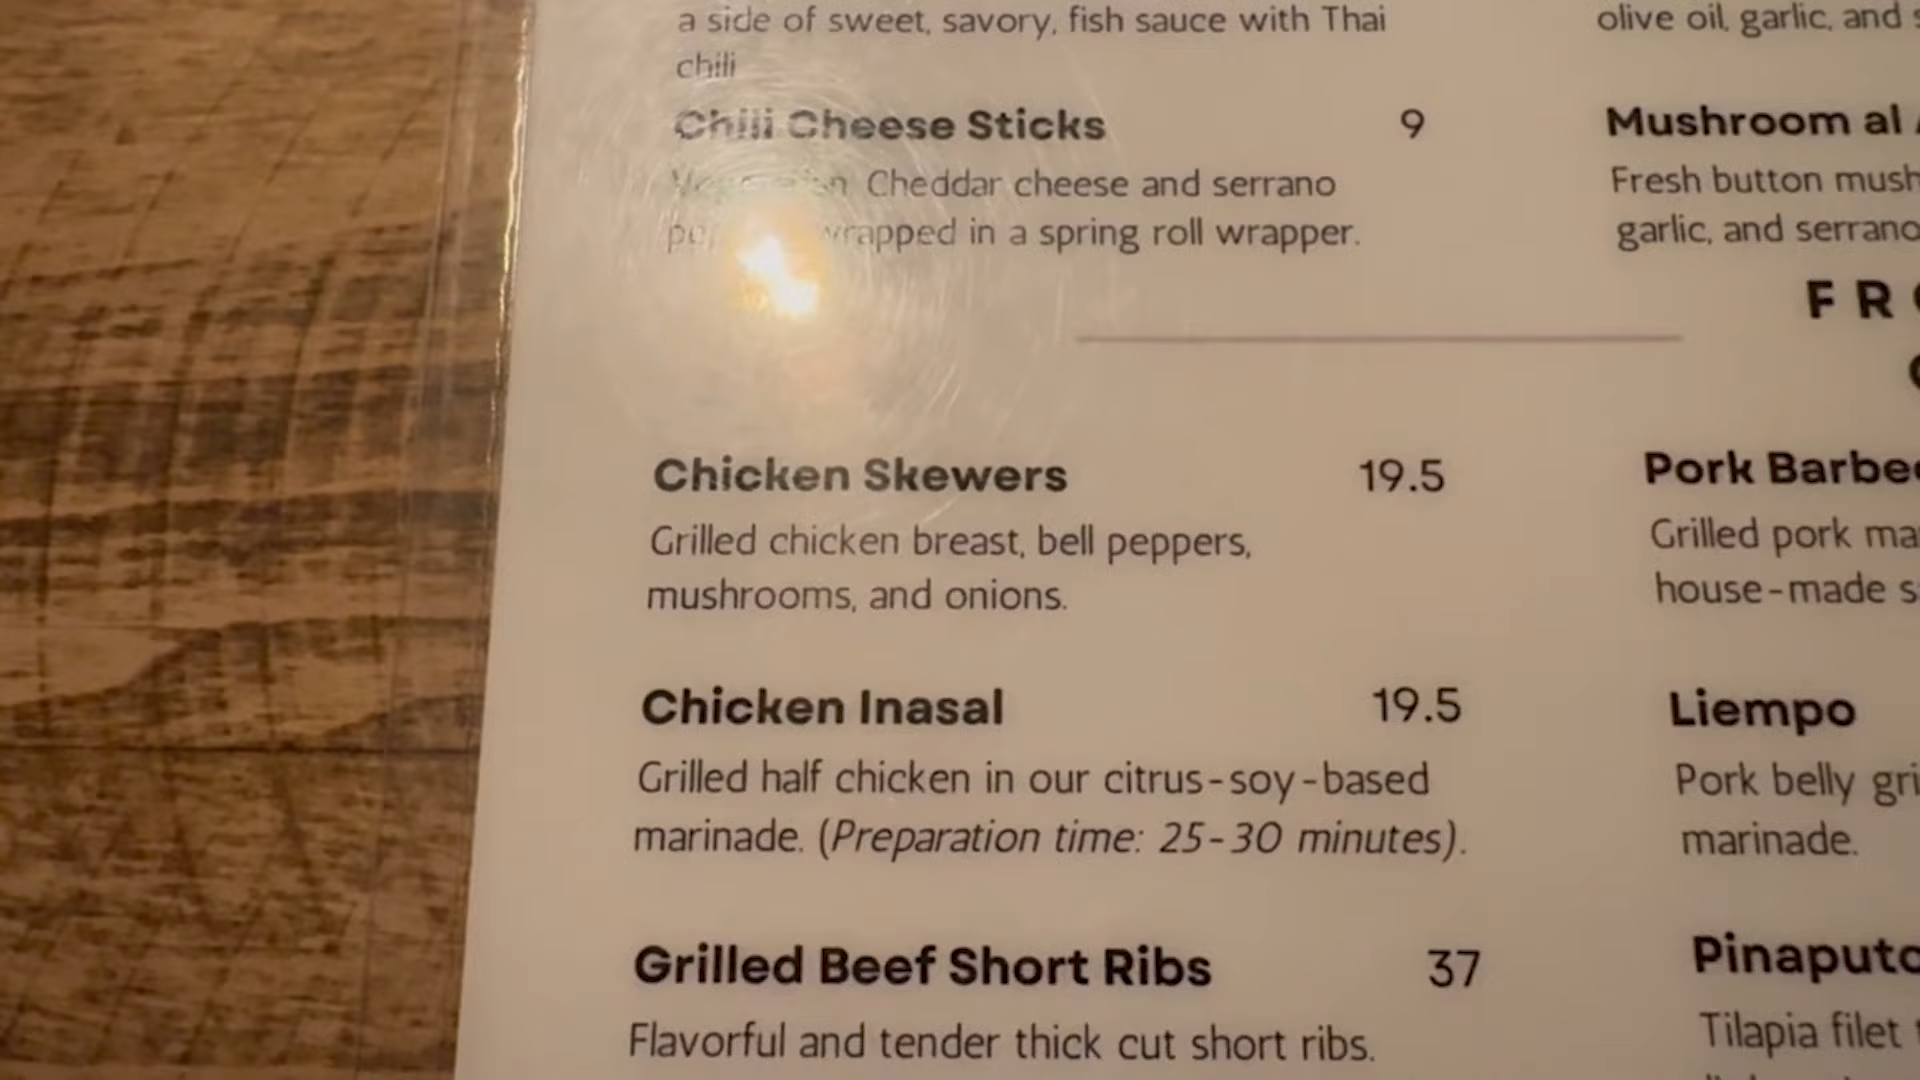 a side of sweet, savory, fish sauce with Thai
chili
Chili Cheese Sticks 9
Cheddar cheese and serrano
wrapped in a spring roll wrapper.
olive oil, garlic, and
Mushroom al
Fresh button mush
garlic, and serrano
FRO
Chicken Skewers 19.5
Grilled chicken breast, bell peppers,
mushrooms, and onions.
Chicken Inasal 19.5
Grilled half chicken in our citrus-soy-based
marinade. (Preparation time: 25-30 minutes).
Grilled Beef Short Ribs 37
Flavorful and tender thick cut short ribs.
Pork Barbe
Grilled pork ma
house-made s
Liempo
Pork belly gri
marinade.
Pinaputo
Tilapia filet